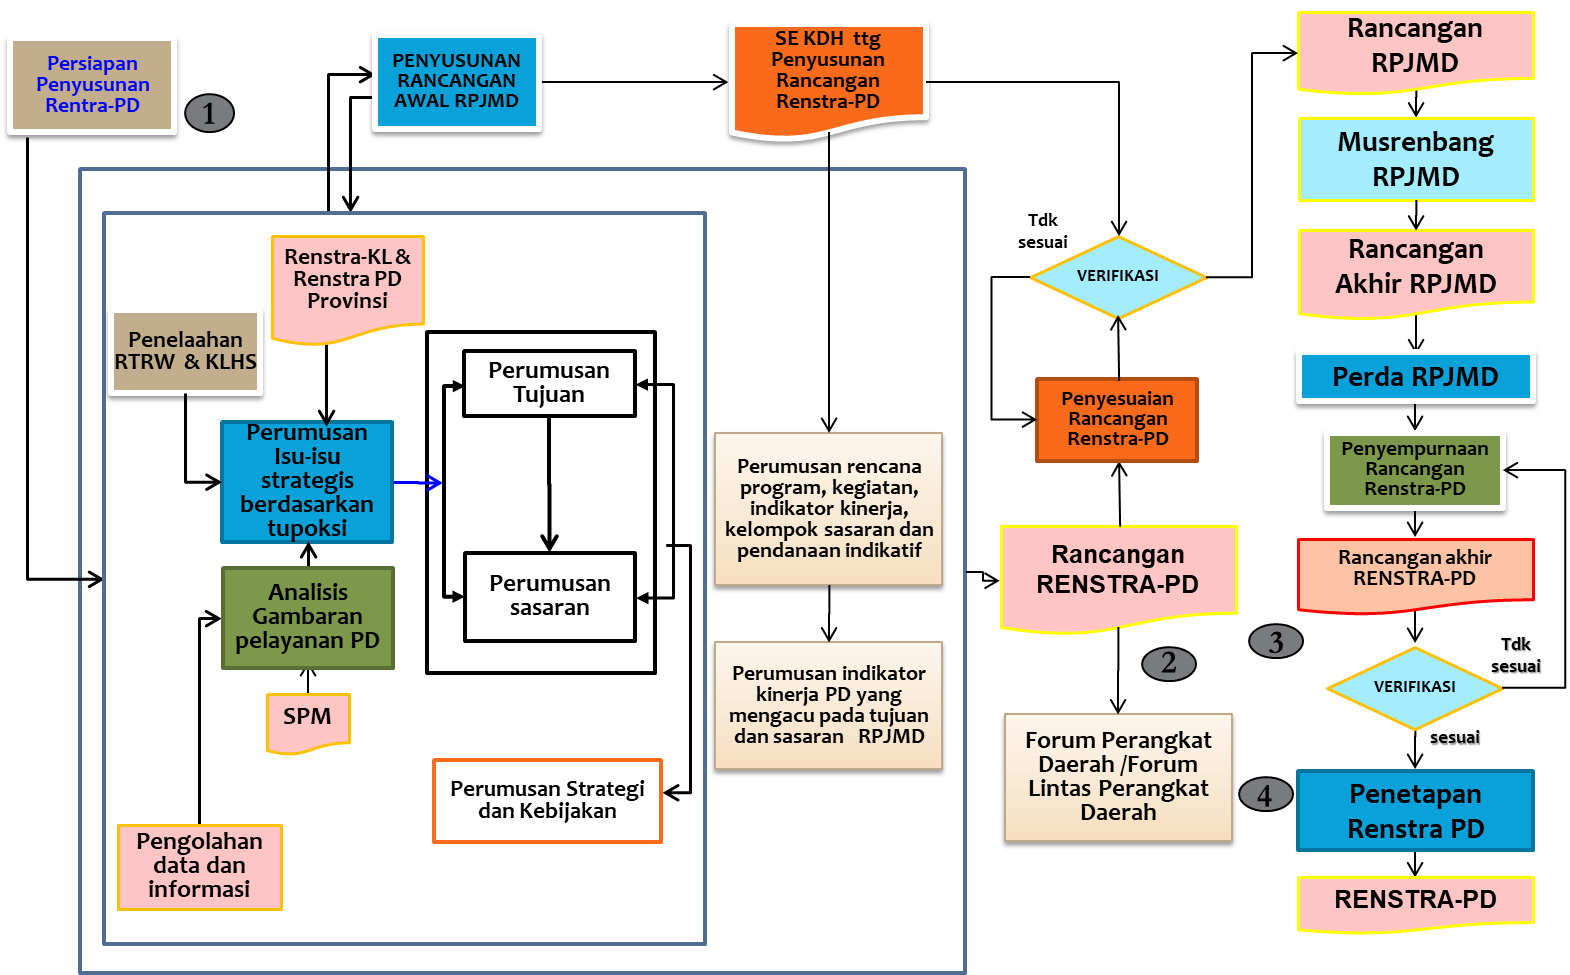 Persiapan
Penyusunan
Rentra-PD
1
PENYUSUNAN
RANCANGAN
AWAL RPJMD
SE KDH ttg
Penyusunan
Rancangan
Renstra-PD
Rancangan
RPJMD
Musrenbang
RPJMD
Rancangan
Akhir RPJMD
Perda RPJMD
Penyempurnaan
Rancangan
Renstra-PD
Rancangan akhir
RENSTRA-PD
3
VERIFIKASI
Tdk
sesuai
sesuai
4
Penetapan
Renstra PD
RENSTRA-PD
Tdk
sesuai
VERIFIKASI
Penyesuaian
Rancangan
Renstra-PD
Rancangan
RENSTRA-PD
2
Forum Perangkat
Daerah /Forum
Lintas Perangkat
Daerah
Renstra-KL &
Renstra PD
Provinsi
Penelaahan
RTRW & KLHS
Perumusan
Isu-isu
strategis
berdasarkan
tupoksi
Analisis
Gambaran
pelayanan PD
SPM
Pengolahan
data dan
informasi
Perumusan
Tujuan
Perumusan
sasaran
Perumusan Strategi
dan Kebijakan
Perumusan rencana
program, kegiatan,
indikator kinerja,
kelompok sasaran dan
pendanaan indikatif
Perumusan indikator
kinerja PD yang
mengacu pada tujuan
dan sasaran RPJMD